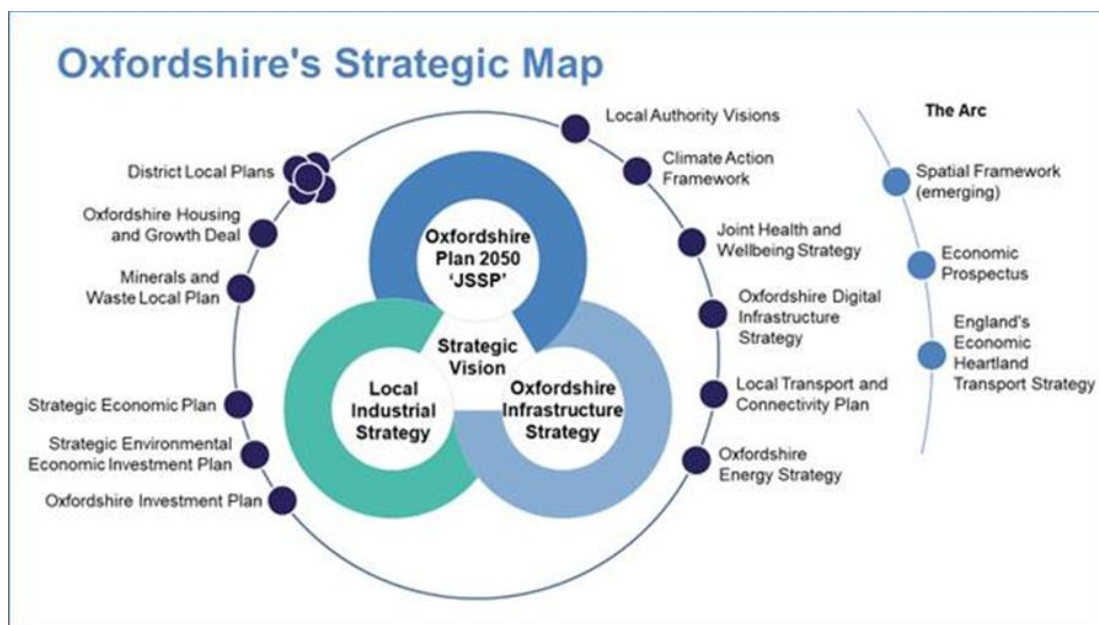 Oxfordshire's Strategic Map
District Local Plans
Oxfordshire Housing
and Growth Deal
Minerals and
Waste Local Plan
Strategic Economic Plan
Strategic Environmental
Economic Investment Plan
Oxfordshire Investment Plan
Oxfordshire
Plan 2050
‘JSSP’
Strategic
Vision
Local
Industrial
Strategy
Oxfordshire
Infrastructure
Strategy
Local Authority Visions
Climate Action
Framework
Joint Health and
Wellbeing Strategy
Oxfordshire Digital
Infrastructure
Strategy
Local Transport and
Connectivity Plan
Oxfordshire
Energy Strategy
The Arc
Spatial Framework
(emerging)
Economic
Prospectus
England's
Economic
Heartland
Transport Strategy